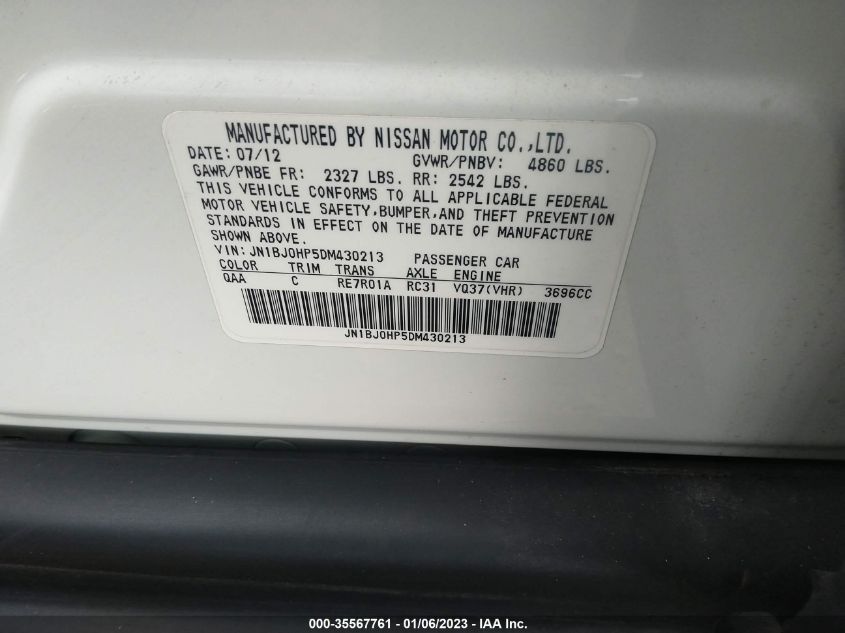 MANUFACTURED BY NISSAN MOTOR CO.,LTD.
DATE: 07/12 GVWR/PNBV: 4860 LBS.
GAWR/PNBE FR: 2327 LBS. RR: 2542 LBS.
THIS VEHICLE CONFORMS TO ALL APPLICABLE FEDERAL
MOTOR VEHICLE SAFETY,BUMPER,AND THEFT PREVENTION
STANDARDS IN EFFECT ON THE DATE OF MANUFACTURE
SHOWN ABOVE.
VIN: JN1BJ0HP5DM430213 PASSENGER CAR
COLOR TRIM TRANS AXLE ENGINE
QAA C RE7R01A RC31 VQ37(VHR) 3696CC
JN1BJ0HP5DM430213
000-35567761 - 01/06/2023 - IAA Inc.